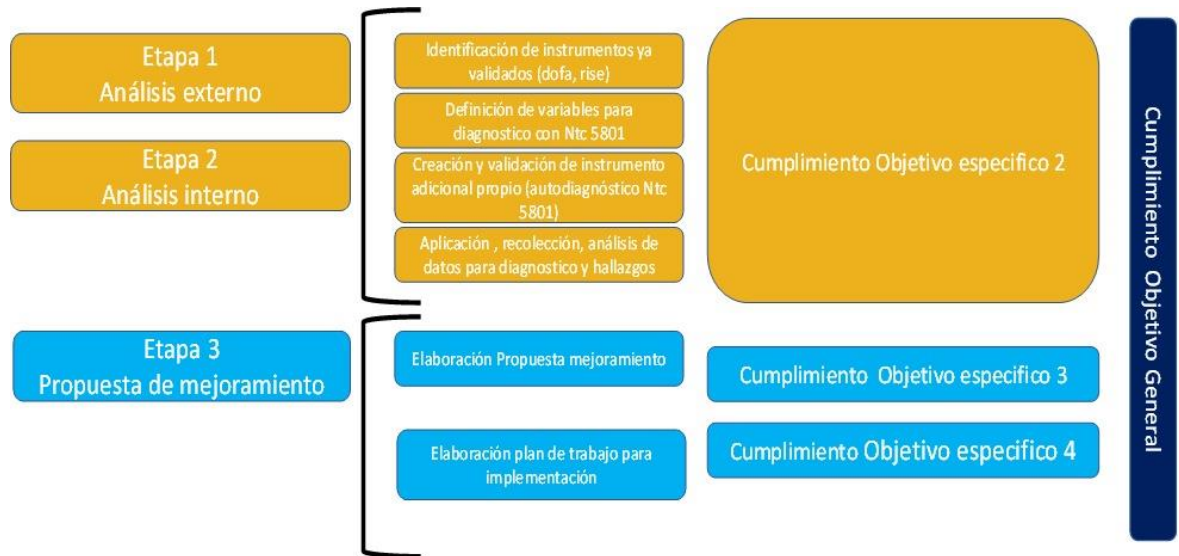 Etapa 1
Análisis externo
Etapa 2
Análisis interno
Identificación de instrumentos ya
validados (dofa, rise)
Definición de variables para
diagnostico con Ntc 5801
Creación y validación de instrumento
adicional propio (autodiagnóstico Ntc
5801)
Aplicación , recolección, análisis de
datos para diagnostico y hallazgos
Cumplimiento Objetivo especifico 2
Etapa 3
Propuesta de mejoramiento
Elaboración Propuesta mejoramiento
Elaboración plan de trabajo para
implementación
Cumplimiento Objetivo especifico 3
Cumplimiento Objetivo especifico 4
Cumplimiento Objetivo General